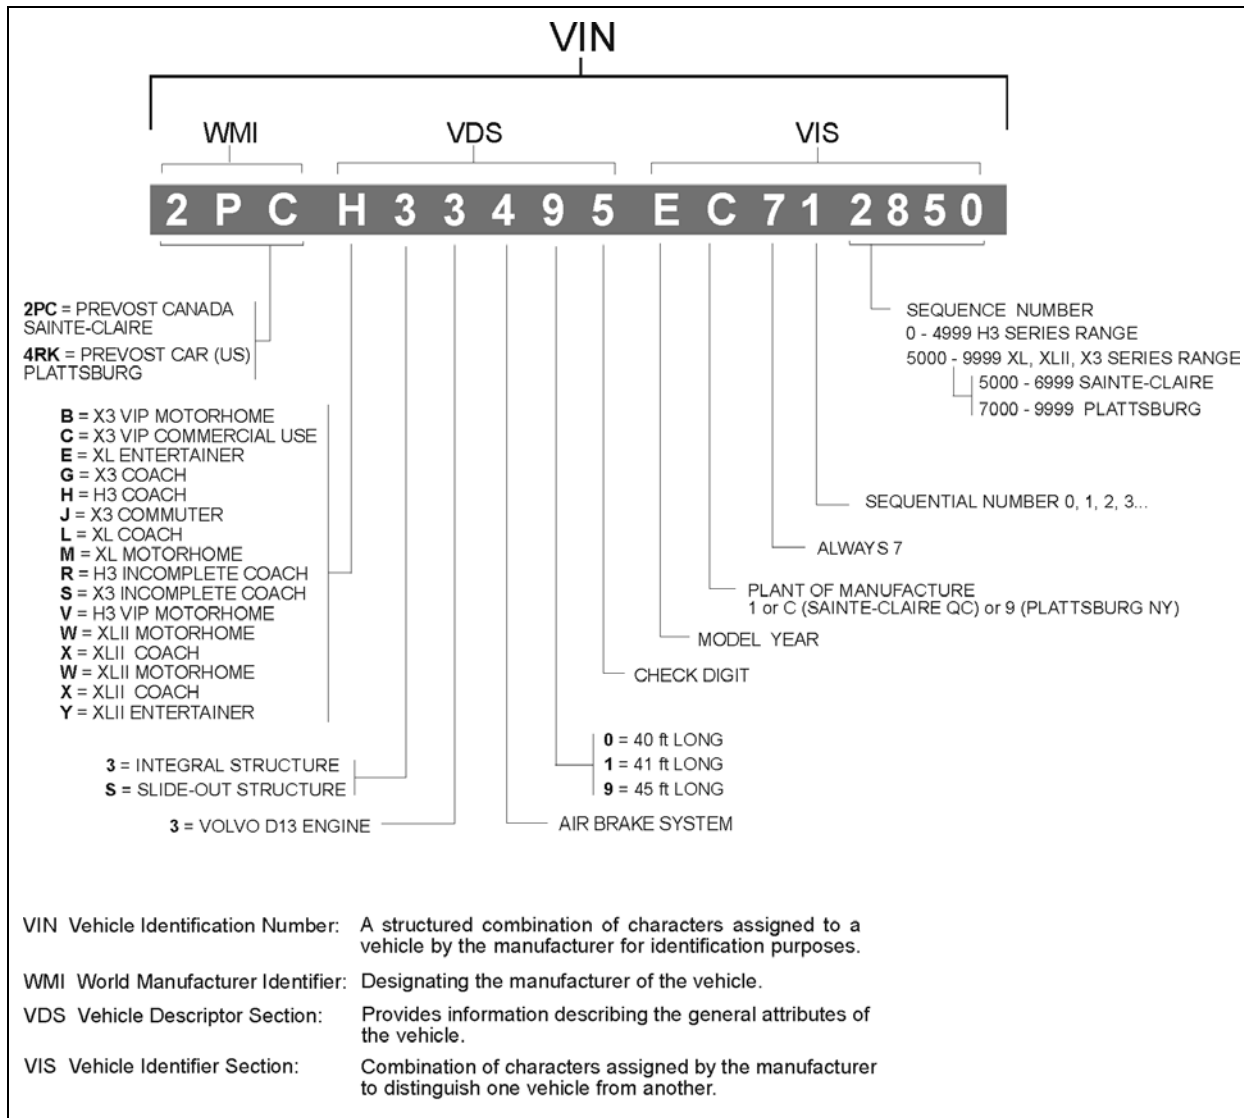 VIN
WMI VDS VIS
2 P C H 3 3 4 9 5 E C 7 1 2 8 5 0
2PC = PREVOST CANADA
SAINTE-CLAIRE
4RK = PREVOST CAR (US)
PLATTSBURG
SEQUENCE NUMBER
0 - 4999 H3 SERIES RANGE
5000 - 9999 XL, XLII, X3 SERIES RANGE
5000 - 6999 SAINTE-CLAIRE
7000 - 9999 PLATTSBURG
B = X3 VIP MOTORHOME
C = X3 VIP COMMERCIAL USE
E = XL ENTERTAINER
G = X3 COACH
H = H3 COACH
J = X3 COMMUTER
L = XL COACH
M = XL MOTORHOME
R = H3 INCOMPLETE COACH
S = X3 INCOMPLETE COACH
V = H3 VIP MOTORHOME
W = XLII MOTORHOME
X = XLII COACH
W = XLII MOTORHOME
X = XLII COACH
Y = XLII ENTERTAINER
SEQUENTIAL NUMBER 0, 1, 2, 3...
ALWAYS 7
PLANT OF MANUFACTURE
1 or C (SAINTE-CLAIRE QC) or 9 (PLATTSBURG NY)
MODEL YEAR
CHECK DIGIT
0 = 40 ft LONG
1 = 41 ft LONG
9 = 45 ft LONG
3 = INTEGRAL STRUCTURE
S = SLIDE-OUT STRUCTURE
3 = VOLVO D13 ENGINE
AIR BRAKE SYSTEM
VIN Vehicle Identification Number: A structured combination of characters assigned to a
vehicle by the manufacturer for identification purposes.
WMI World Manufacturer Identifier: Designating the manufacturer of the vehicle.
VDS Vehicle Descriptor Section: Provides information describing the general attributes of
the vehicle.
VIS Vehicle Identifier Section: Combination of characters assigned by the manufacturer
to distinguish one vehicle from another.